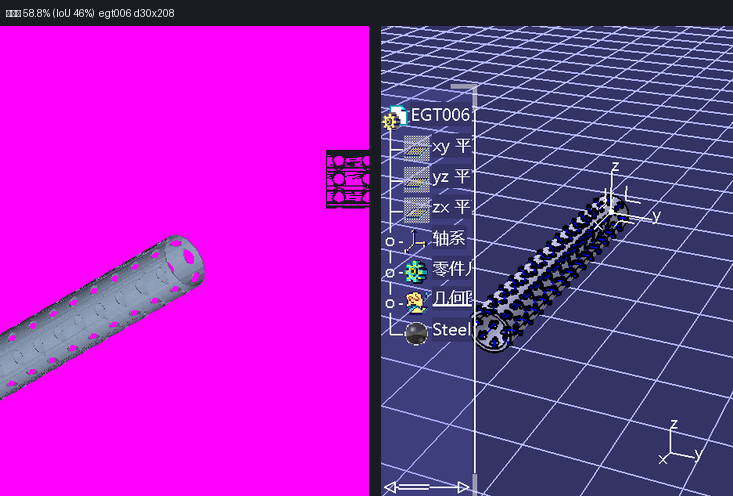 58.8% (IoU 46%) egt006 d30x208
EGT006
xy 平
yz 平
zx 平
轴系
零件
几何
Steel
z
y
x
z
x
y